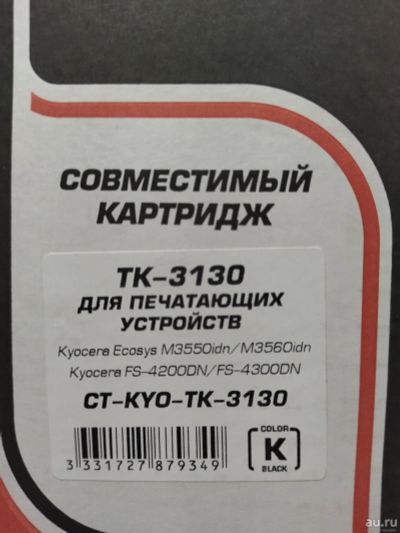 СОВМЕСТИМЫЙ
КАРТРИДЖ
TK-3130
ДЛЯ ПЕЧАТАЮЩИХ
УСТРОЙСТВ
Kyocera Ecosys M3550idn/M3560idn
Kyocera FS-4200DN/FS-4300DN
CT-KYO-TK-3130
COLOR
K
BLACK
3 331727 879349
au.ru